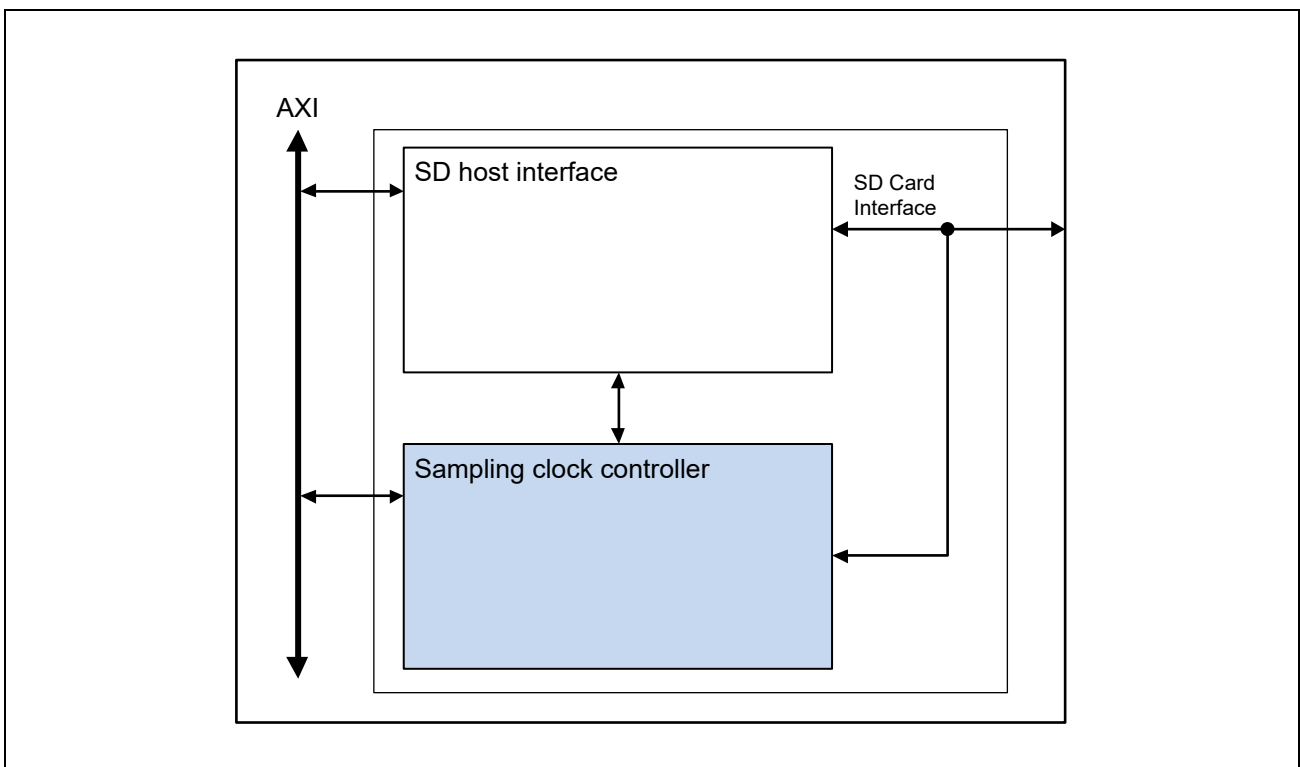 AXI
SD host interface
SD Card
Interface
Sampling clock controller